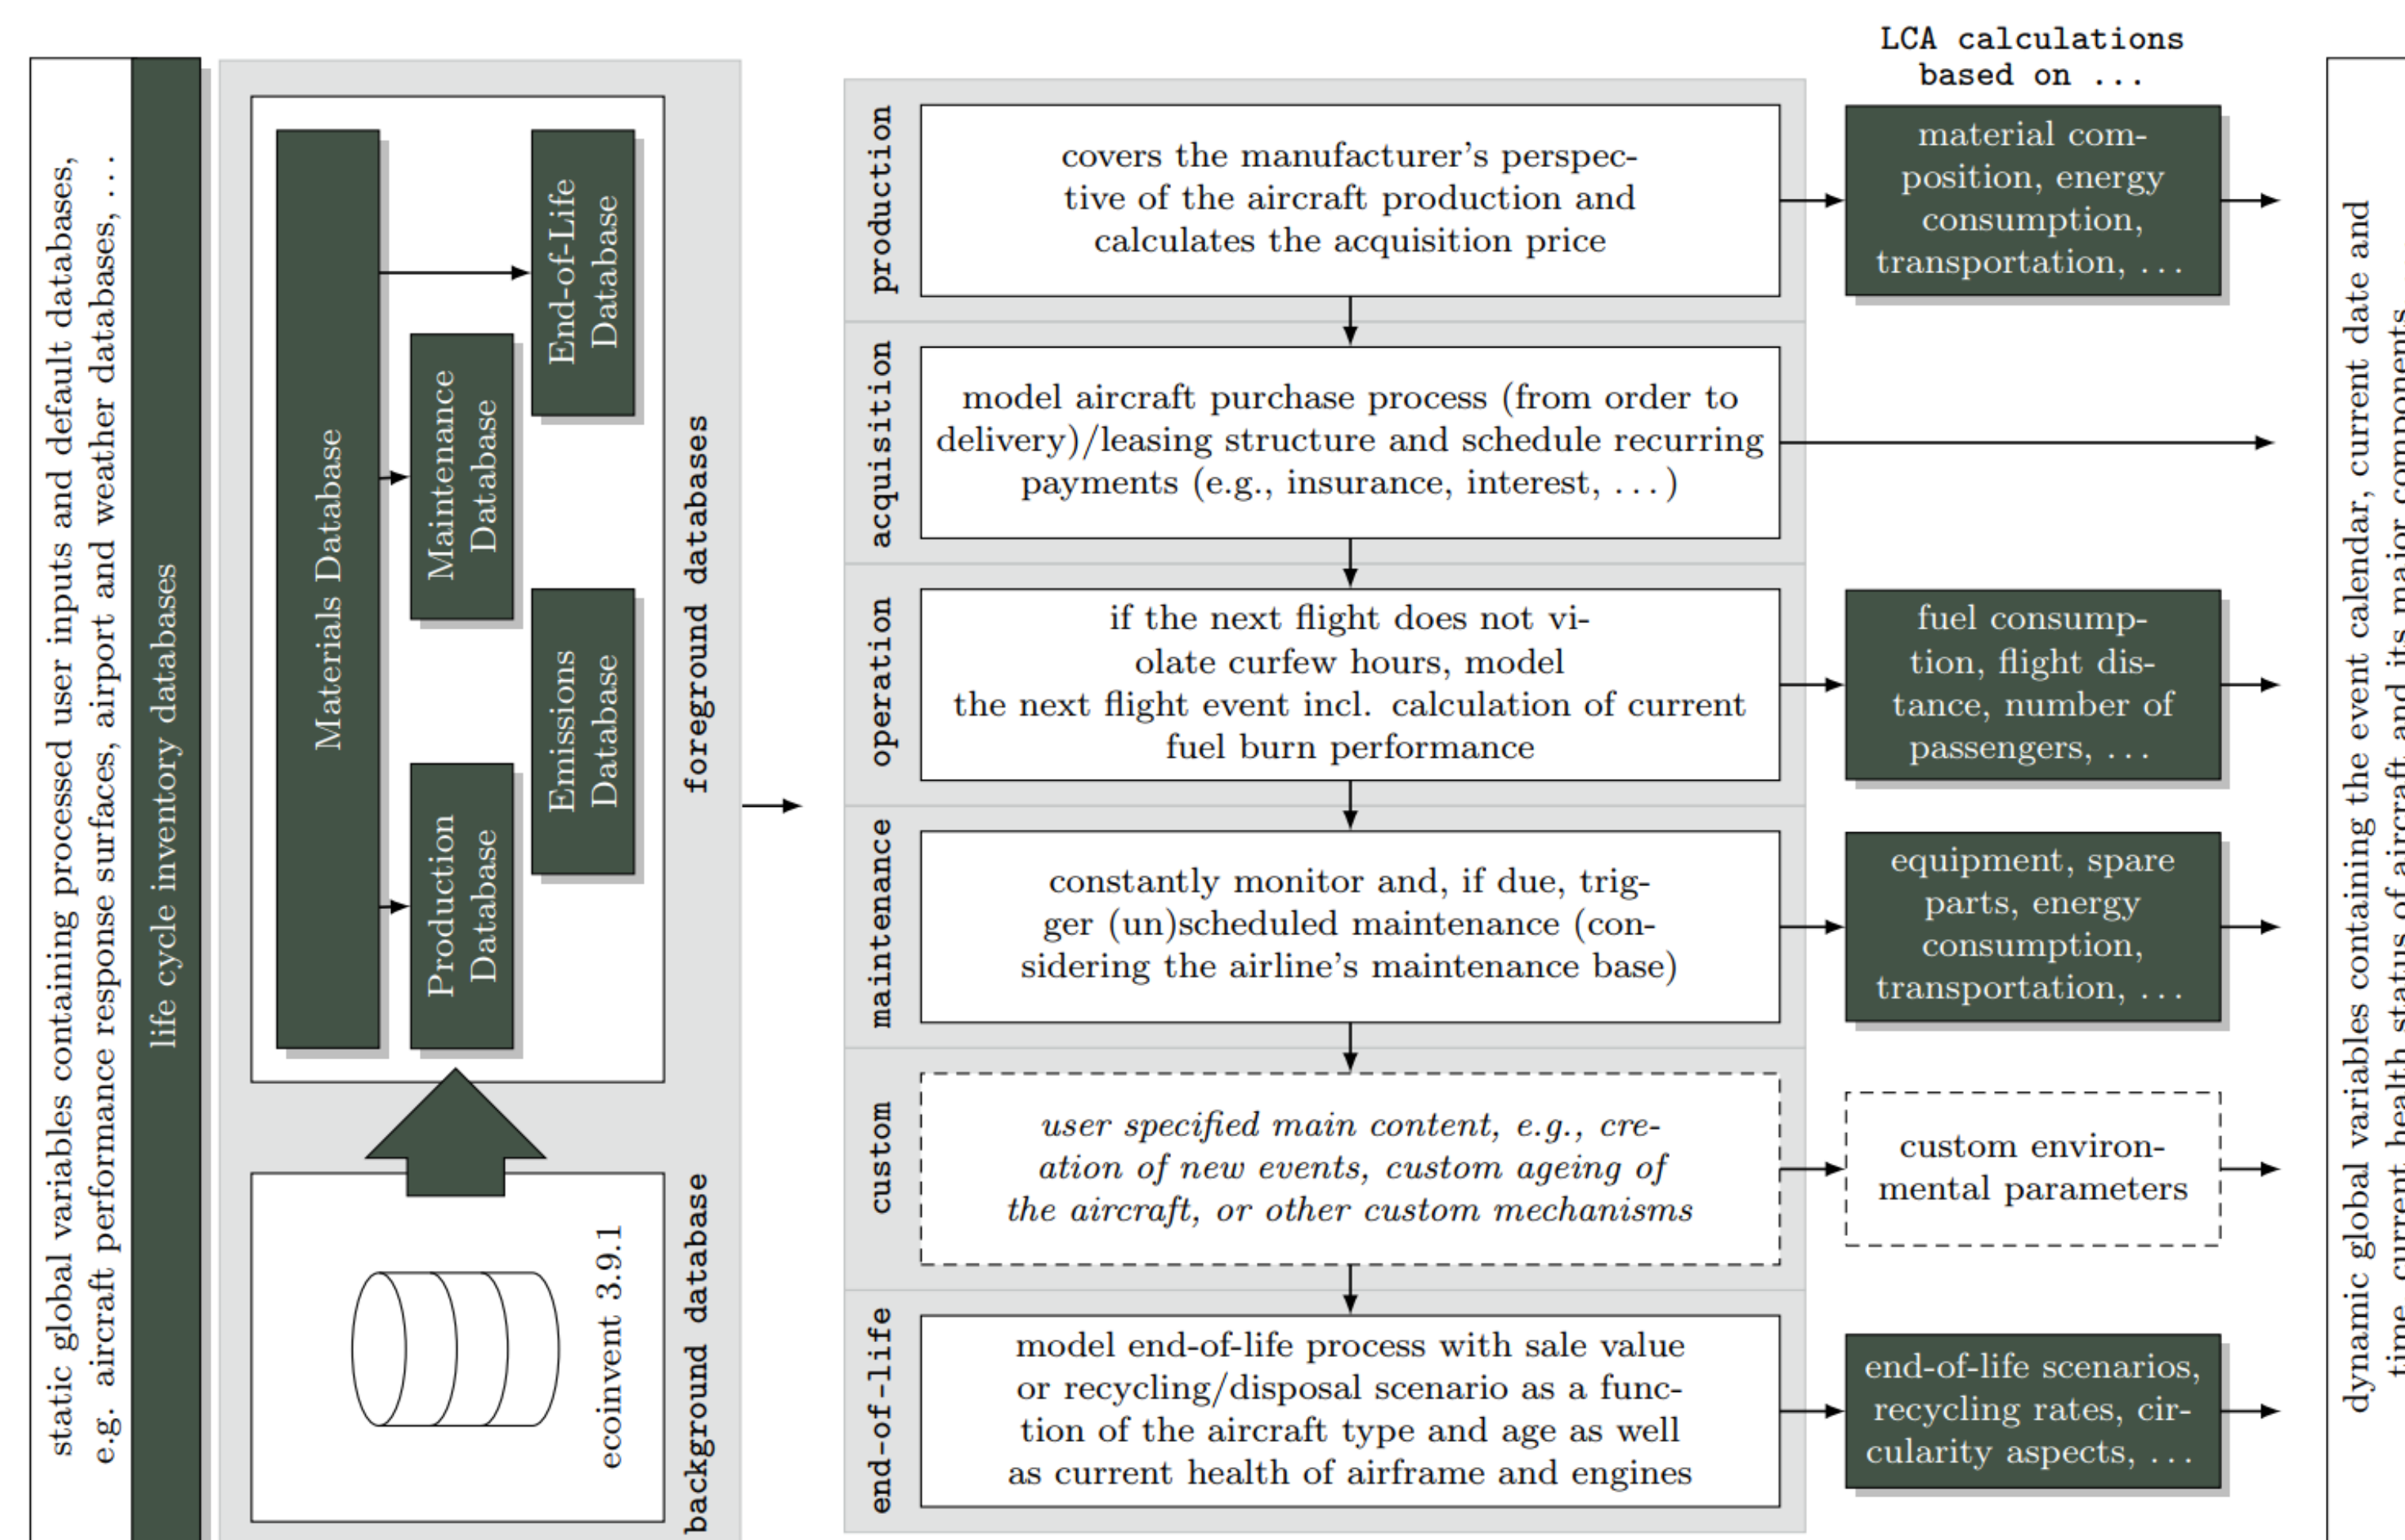 static global variables containing processed user inputs and default databases,
e.g. aircraft performance response surfaces, airport and weather databases, ...
life cycle inventory databases
Materials Database
Production
Database
Maintenance
Database
Emissions
Database
End-of-Life
Database
foreground databases
ecoinvent 3.9.1
background database
LCA calculations
based on ...
production
covers the manufacturer's perspec-
tive of the aircraft production and
calculates the acquisition price
material com-
position, energy
consumption,
transportation, ...
acquisition
model aircraft purchase process (from order to
delivery)/leasing structure and schedule recurring
payments (e.g., insurance, interest, ...)
operation
if the next flight does not vi-
olate curfew hours, model
the next flight event incl. calculation of current
fuel burn performance
fuel consump-
tion, flight dis-
tance, number of
passengers, ...
maintenance
constantly monitor and, if due, trig-
ger (un)scheduled maintenance (con-
sidering the airline's maintenance base)
equipment, spare
parts, energy
consumption,
transportation, ...
custom
user specified main content, e.g., cre-
ation of new events, custom ageing of
the aircraft, or other custom mechanisms
custom environ-
mental parameters
end-of-life
model end-of-life process with sale value
or recycling/disposal scenario as a func-
tion of the aircraft type and age as well
as current health of airframe and engines
end-of-life scenarios,
recycling rates, cir-
cularity aspects, ...
dynamic global variables containing the event calendar, current date and
time, current health status of aircraft, and its major components